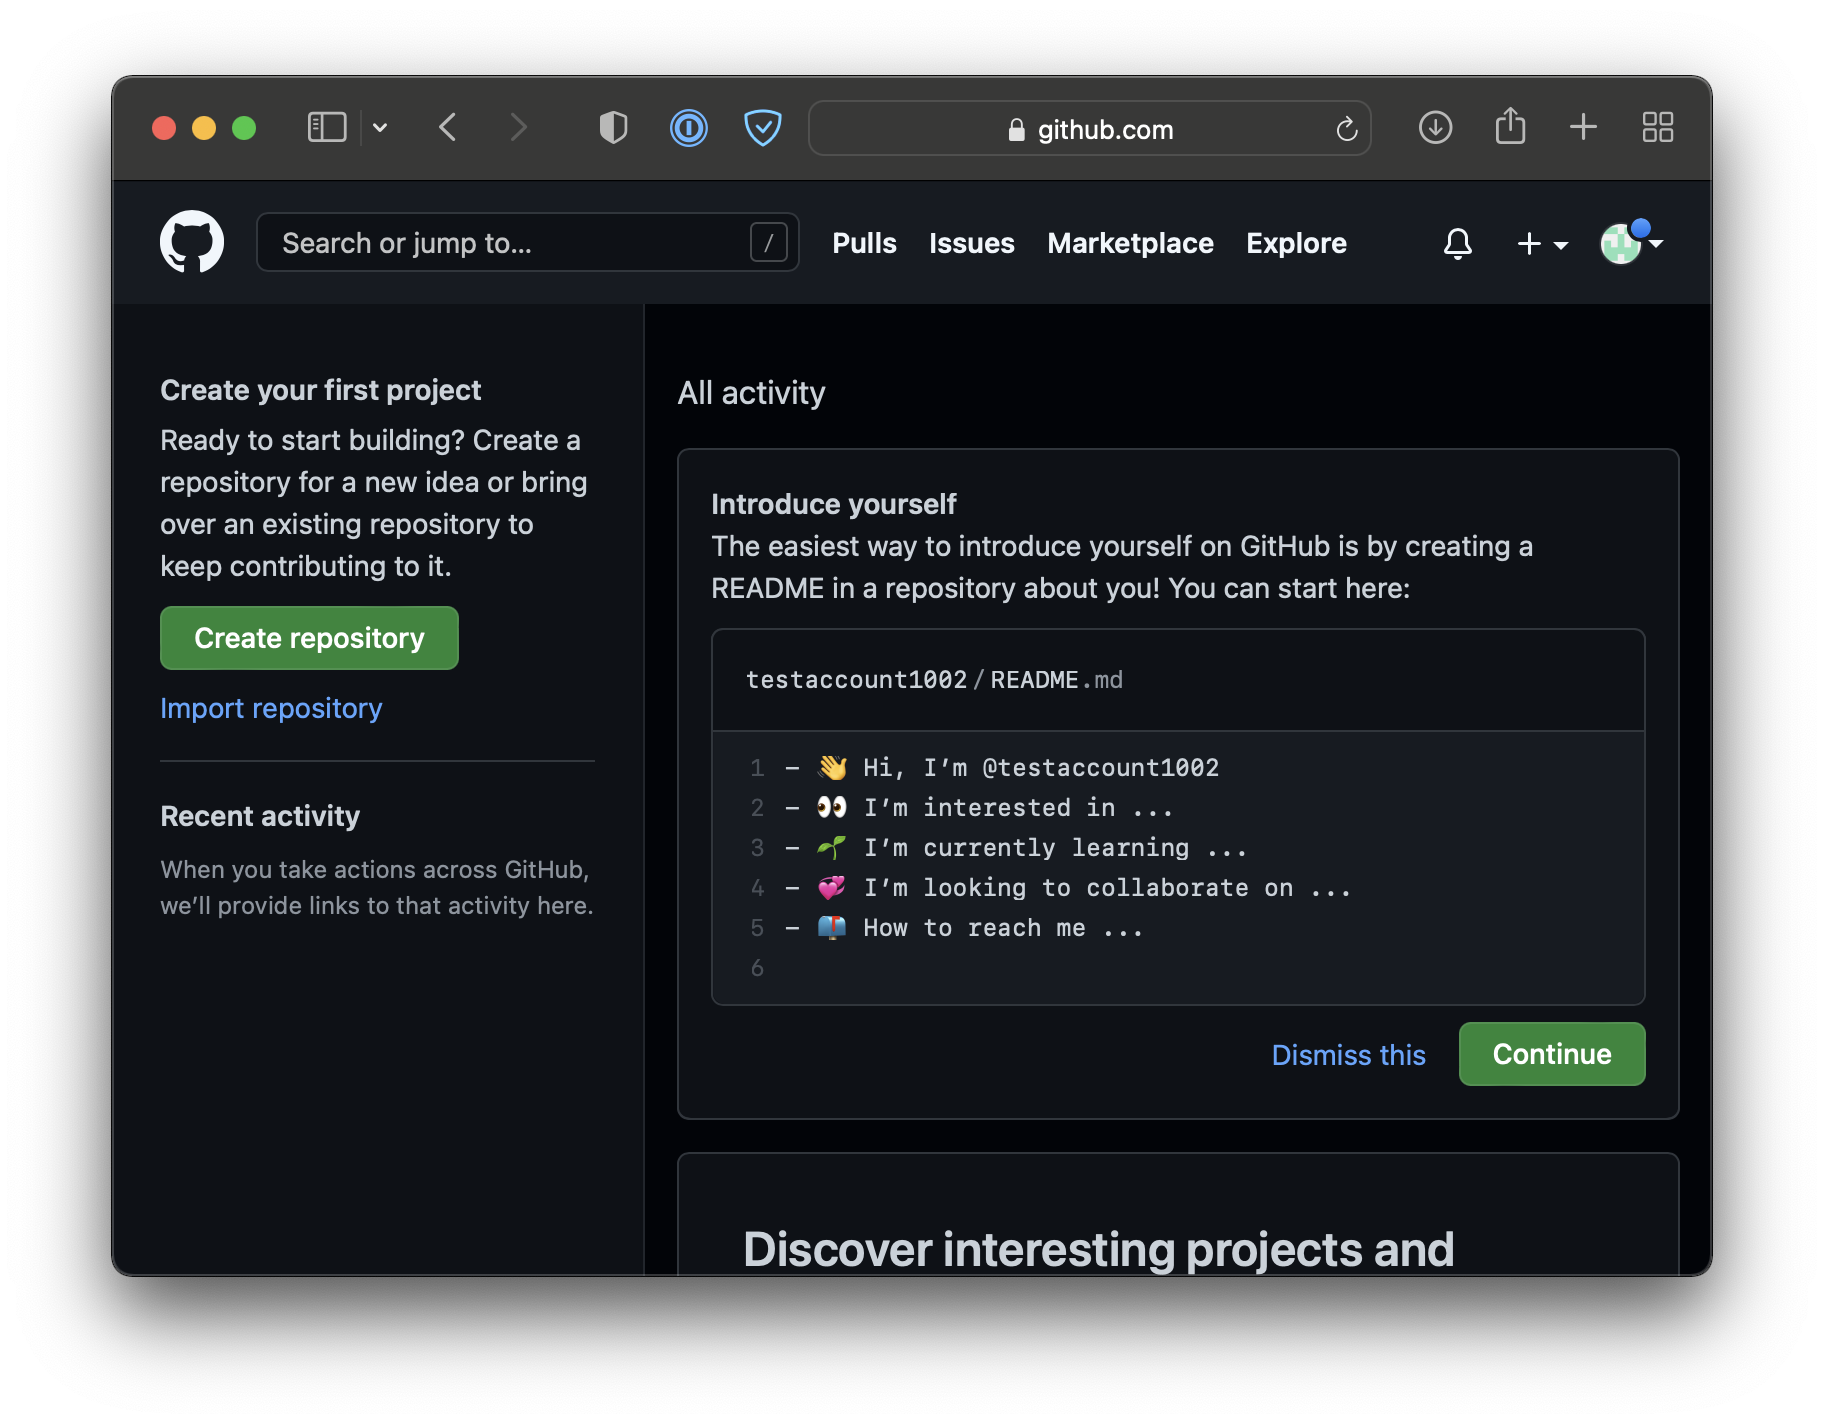 github.com
Search or jump to...
/
Pulls
Issues
Marketplace
Explore
Create your first project
Ready to start building? Create a
repository for a new idea or bring
over an existing repository to
keep contributing to it.
Create repository
Import repository
Recent activity
When you take actions across GitHub,
we’ll provide links to that activity here.
All activity
Introduce yourself
The easiest way to introduce yourself on GitHub is by creating a
README in a repository about you! You can start here:
testaccount1002/README.md
1 - 👋 Hi, I’m @testaccount1002
2 - 👀 I’m interested in ...
3 - 🌱 I’m currently learning ...
4 - 💞️ I’m looking to collaborate on ...
5 - 📫 How to reach me ...
6
Dismiss this
Continue
Discover interesting projects and